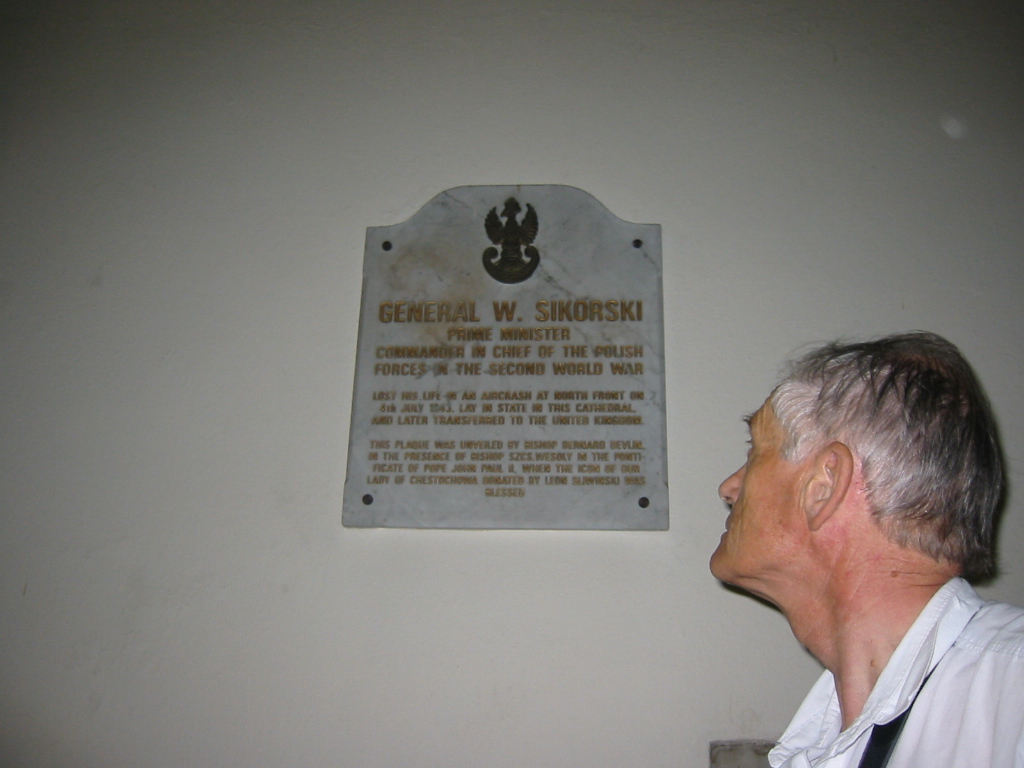 GENERAL W. SIKORSKI
PRIME MINISTER
COMMANDER IN CHIEF OF THE POLISH
FORCES IN THE SECOND WORLD WAR
LOST HIS LIFE IN AN AIRCRASH AT NORTH FRONT ON
4th JULY 1943. LAY IN STATE IN THIS CATHEDRAL,
AND LATER TRANSFERRED TO THE UNITED KINGDOM.
THIS PLAQUE WAS UNVEILED BY BISHOP BERNARD DEVLIN,
IN THE PRESENCE OF BISHOP SZCS.WESOLY IN THE PONTI-
FICATE OF POPE JOHN PAUL II, WHEN THE ICON OF OUR
LADY OF CHESTOCHOWA DONATED BY LEON SLIWINSKI WAS
BLESSED